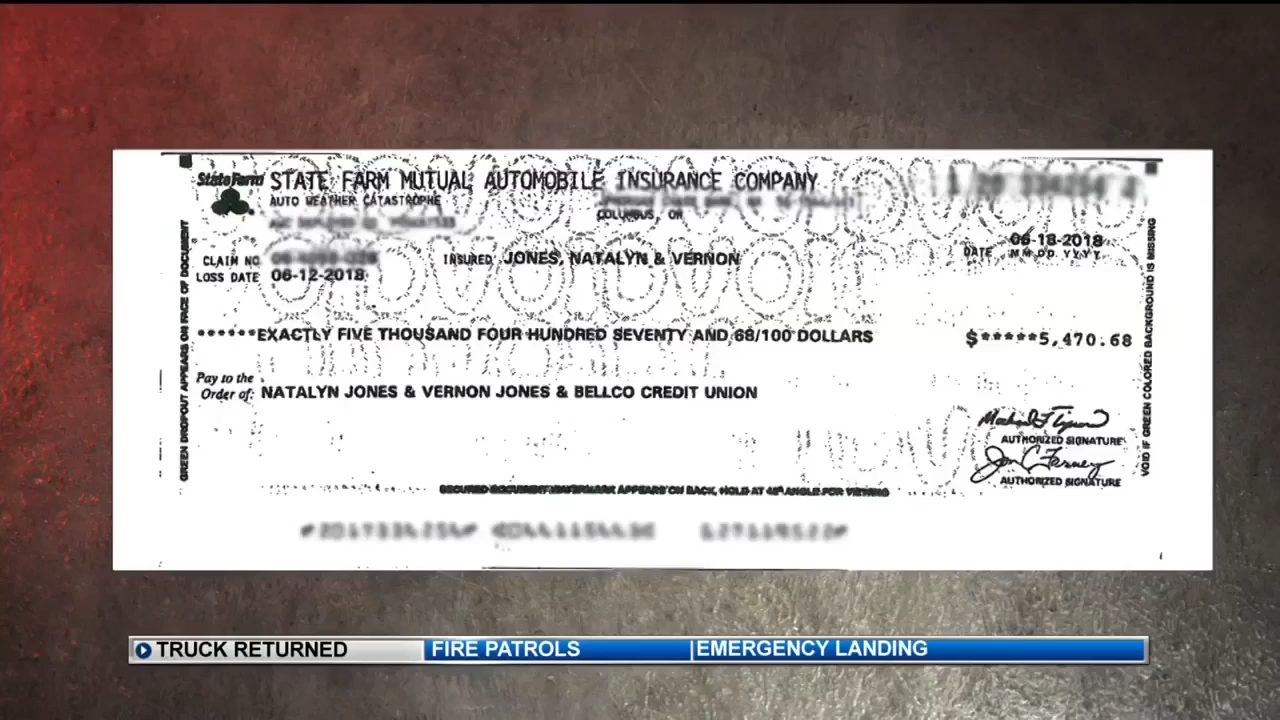 StateFarm STATE FARM MUTUAL AUTOMOBILE INSURANCE COMPANY
AUTO WEATHER CATASTROPHE
COLUMBUS, OH
GREEN DROPOUT APPEARS ON FACE OF DOCUMENT
VOID IF GREEN COLORED BACKGROUND IS MISSING
CLAIM NO INSURED JONES, NATALYN & VERNON DATE 06-18-2018
MM DD YYYY
LOSS DATE 06-12-2018
******EXACTLY FIVE THOUSAND FOUR HUNDRED SEVENTY AND 68/100 DOLLARS $*****5,470.68
Pay to the
Order of: NATALYN JONES & VERNON JONES & BELLCO CREDIT UNION
AUTHORIZED SIGNATURE
AUTHORIZED SIGNATURE
SECURED DOCUMENT WATERMARK APPEARS ON BACK, HOLD AT 45° ANGLE FOR VIEWING
TRUCK RETURNED FIRE PATROLS EMERGENCY LANDING